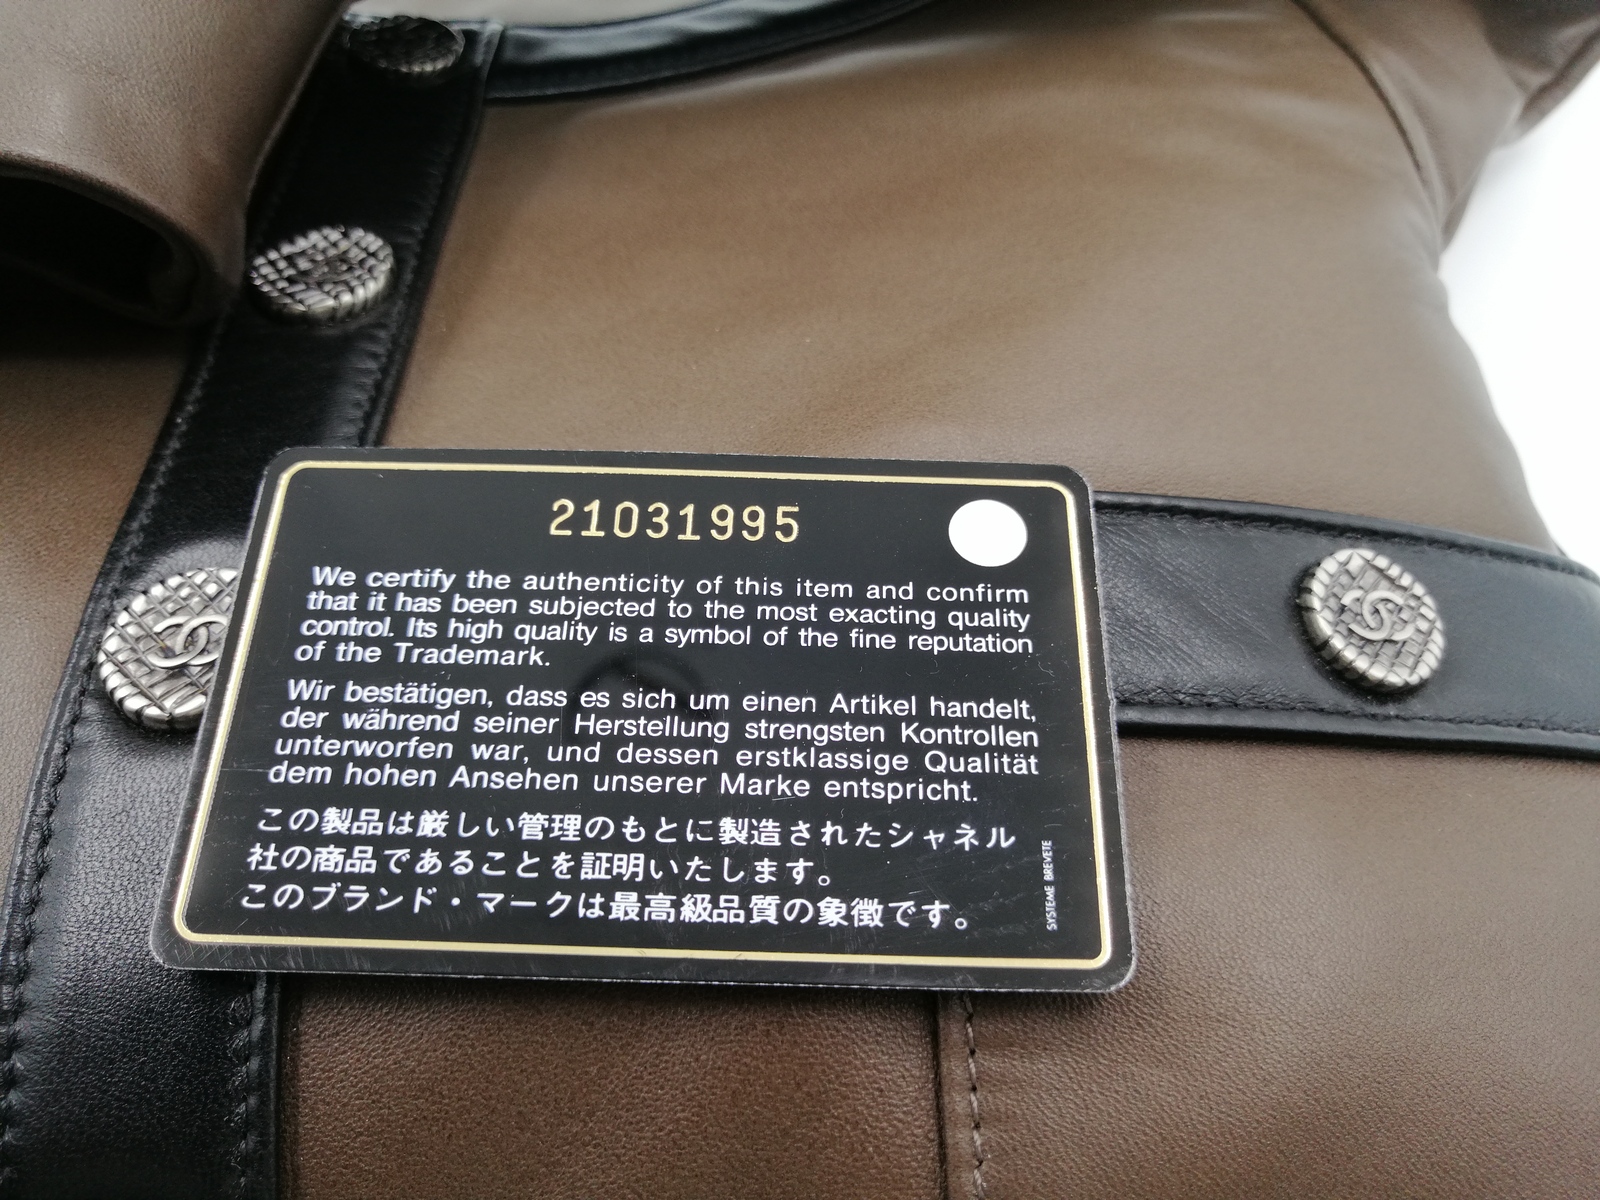 21031995
We certify the authenticity of this item and confirm
that it has been subjected to the most exacting quality
control. Its high quality is a symbol of the fine reputation
of the Trademark.
Wir bestätigen, dass es sich um einen Artikel handelt,
der während seiner Herstellung strengsten Kontrollen
unterworfen war, und dessen erstklassige Qualität
dem hohen Ansehen unserer Marke entspricht.
この製品は厳しい管理のもとに製造されたシャネル
社の商品であることを証明いたします。
このブランド・マークは最高級品質の象徴です。
SYSTEME BREVETE